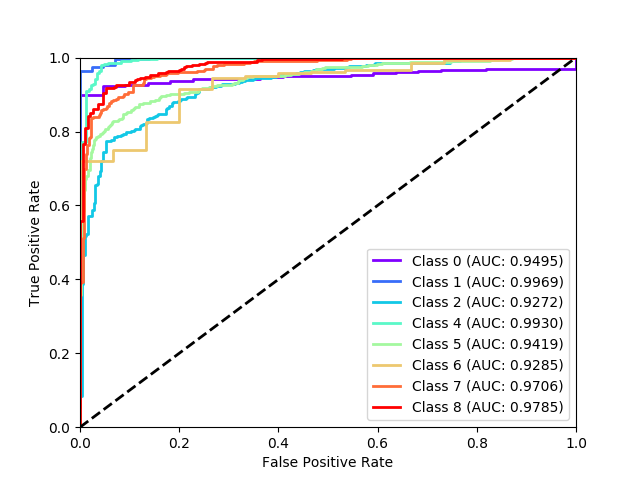 1.0
0.8
0.6
0.4
0.2
0.0
True Positive Rate
Class 0 (AUC: 0.9495)
Class 1 (AUC: 0.9969)
Class 2 (AUC: 0.9272)
Class 4 (AUC: 0.9930)
Class 5 (AUC: 0.9419)
Class 6 (AUC: 0.9285)
Class 7 (AUC: 0.9706)
Class 8 (AUC: 0.9785)
0.0 0.2 0.4 0.6 0.8 1.0
False Positive Rate